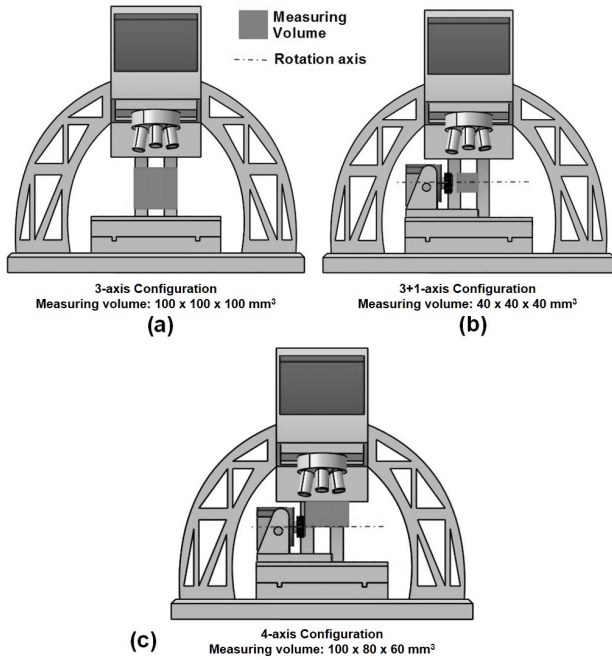 Measuring
Volume
Rotation axis
3-axis Configuration
Measuring volume: 100 x 100 x 100 mm³
(a)
3+1-axis Configuration
Measuring volume: 40 x 40 x 40 mm³
(b)
4-axis Configuration
(c)
Measuring volume: 100 x 80 x 60 mm³